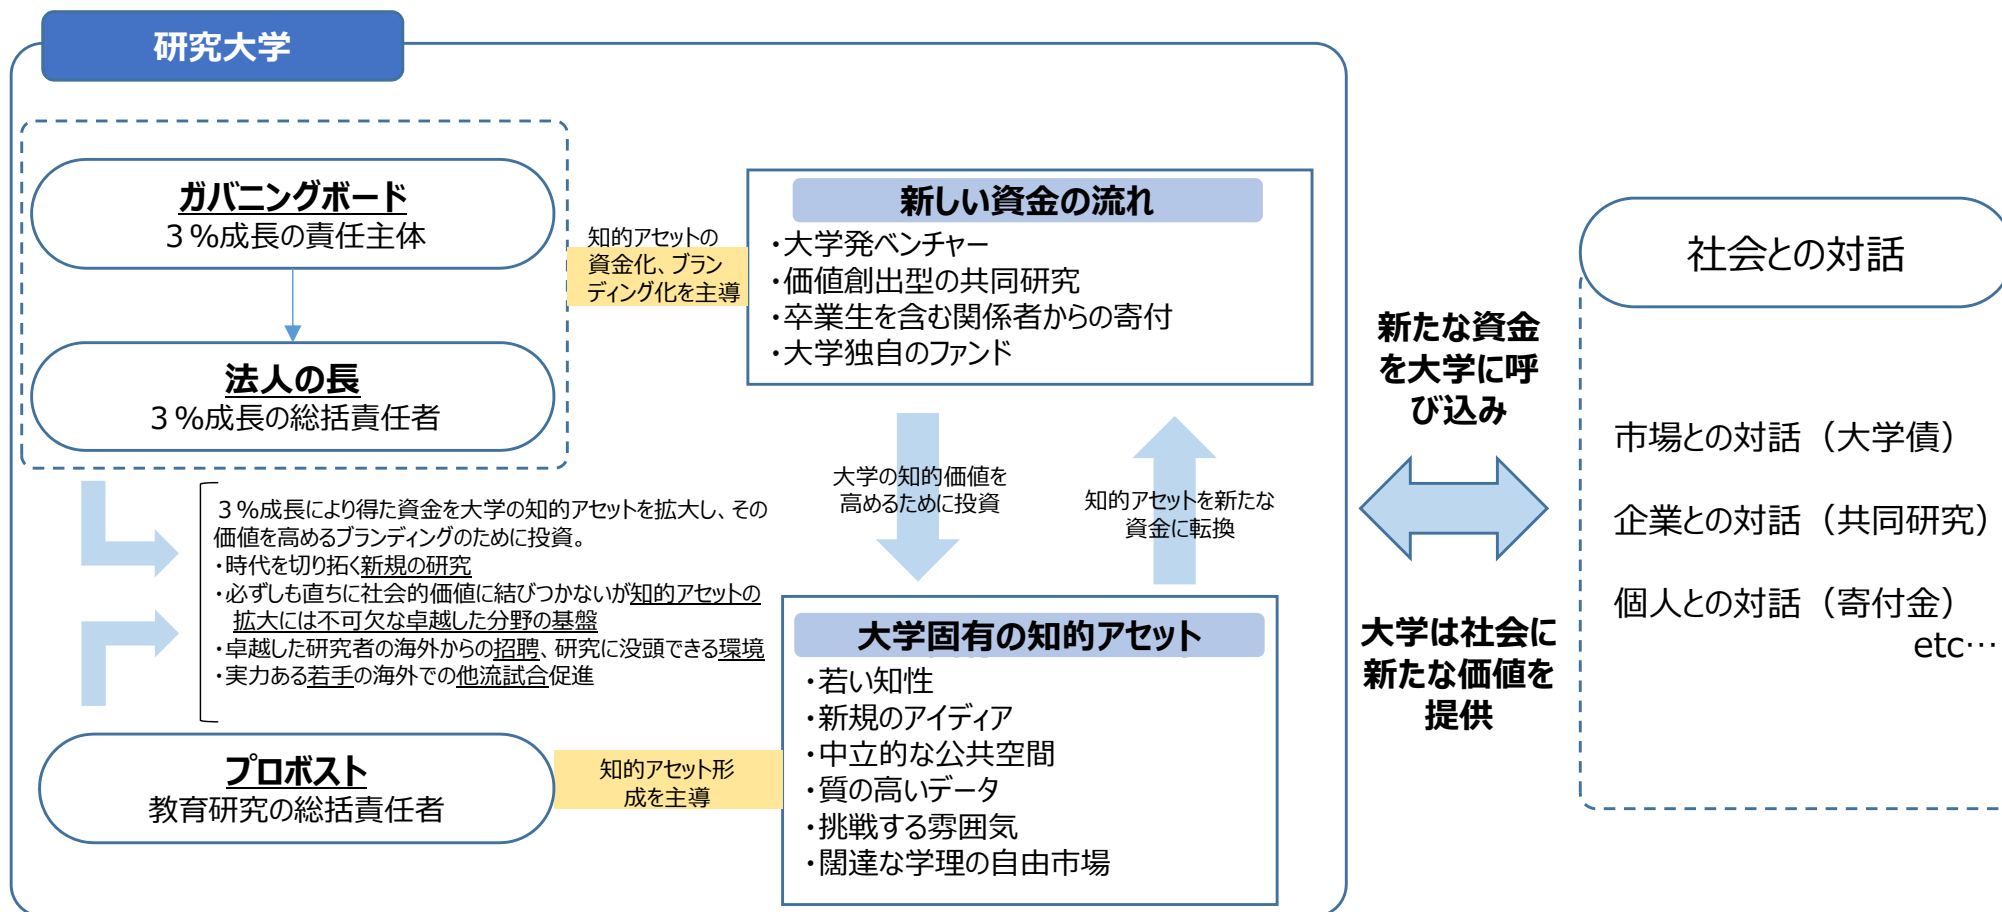 研究大学
ガバニングボード
３%成長の責任主体
法人の長
３%成長の総括責任者
知的アセットの
資金化、ブラン
ディング化を主導
新しい資金の流れ
・大学発ベンチャー
・価値創出型の共同研究
・卒業生を含む関係者からの寄付
・大学独自のファンド
大学の知的価値を
高めるために投資
知的アセットを新たな
資金に転換
３%成長により得た資金を大学の知的アセットを拡大し、その
価値を高めるブランディングのために投資。
・時代を切り拓く新規の研究
・必ずしも直ちに社会的価値に結びつかないが知的アセットの
拡大には不可欠な卓越した分野の基盤
・卓越した研究者の海外からの招聘、研究に没頭できる環境
・実力ある若手の海外での他流試合促進
プロボスト
教育研究の総括責任者
知的アセット形
成を主導
大学固有の知的アセット
・若い知性
・新規のアイディア
・中立的な公共空間
・質の高いデータ
・挑戦する雰囲気
・闊達な学理の自由市場
新たな資金
を大学に呼
び込み
大学は社会に
新たな価値を
提供
社会との対話
市場との対話（大学債）
企業との対話（共同研究）
個人との対話（寄付金）
etc…